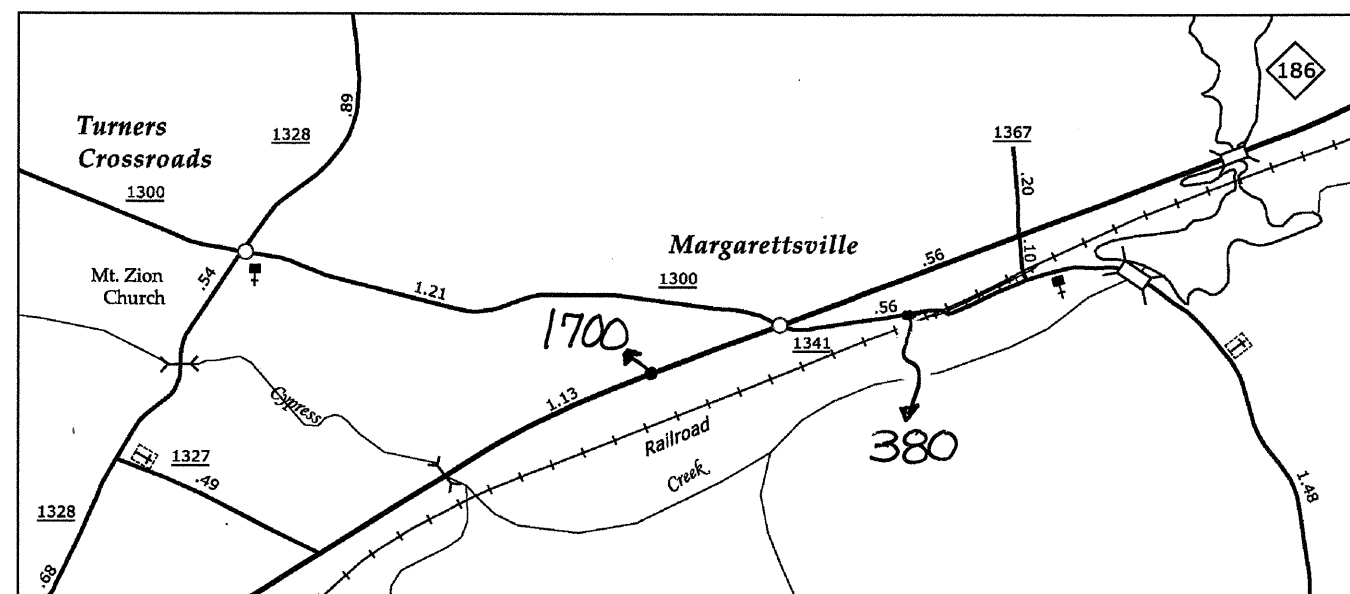 186
.89
Turners
Crossroads
1328
1367
1300
.20
Margarettsville
.10
.56
Mt. Zion
Church
.54
1.21
1300
.56
1700
1341
1.13
Cypress
Railroad
380
Creek
1327
.49
1328
1.48
.68